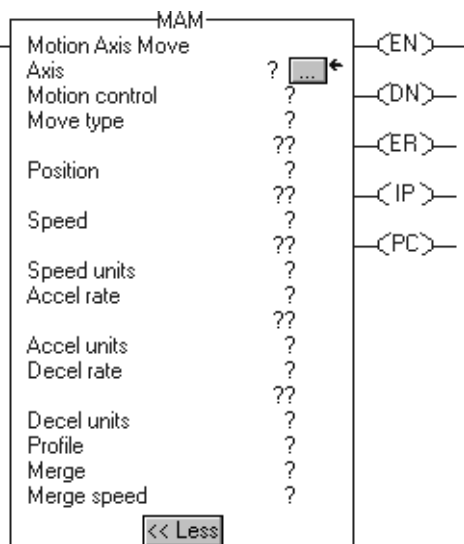 MAM
Motion Axis Move
(EN)
Axis ? ...
Motion control ?
(DN)
Move type ?
??
(ER)
Position ?
??
(IP)
Speed ?
??
(PC)
Speed units ?
Accel rate ?
??
Accel units ?
Decel rate ?
??
Decel units ?
Profile ?
Merge ?
Merge speed ?
<< Less